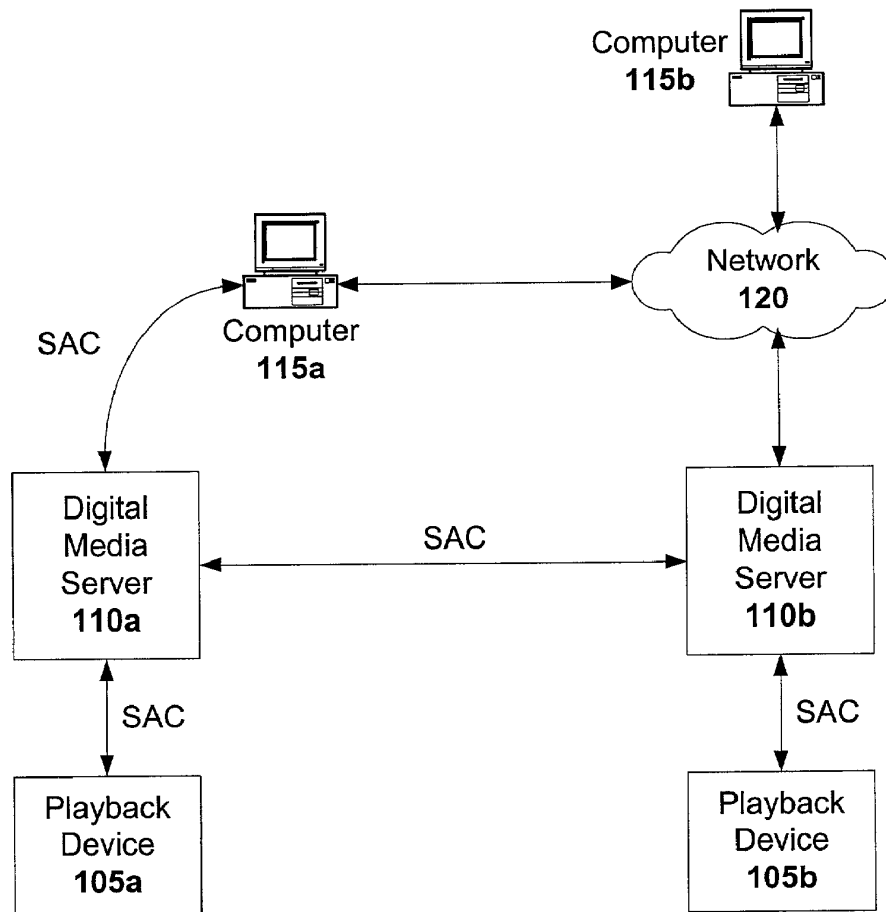 Computer
115b
Network
120
SAC
Computer
115a
Digital
Media
Server
110a
SAC
Digital
Media
Server
110b
SAC
SAC
Playback
Device
105a
Playback
Device
105b